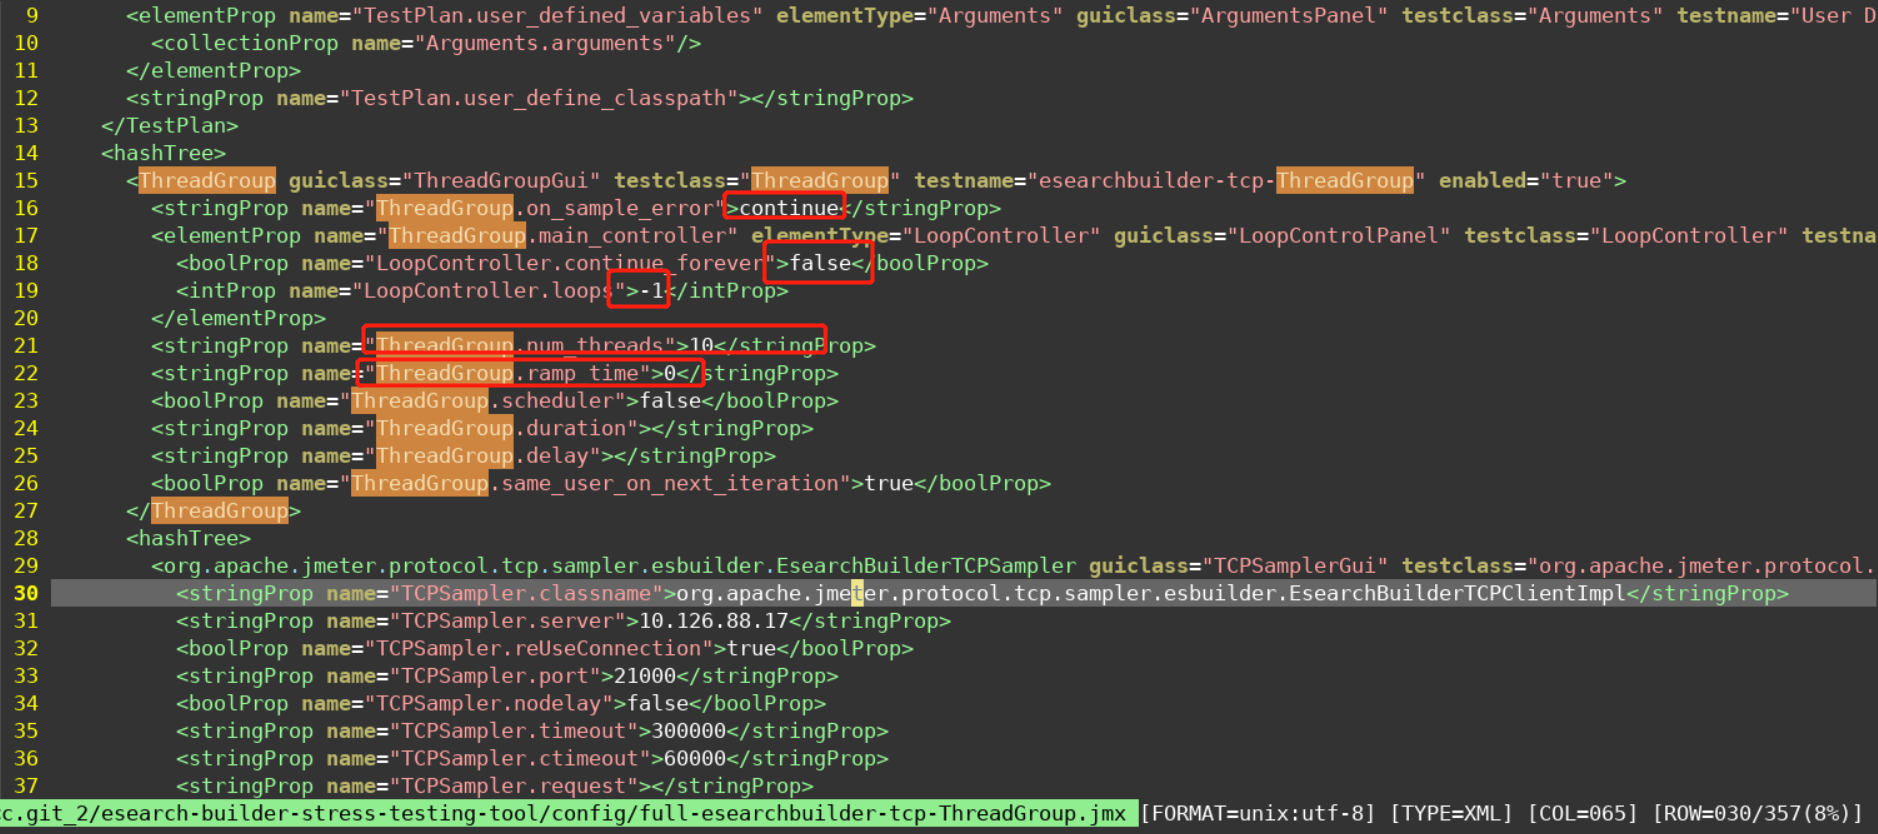 9 <elementProp name="TestPlan.user_defined_variables" elementType="Arguments" guiclass="ArgumentsPanel" testclass="Arguments" testname="User D
10 <collectionProp name="Arguments.arguments"/>
11 </elementProp>
12 <stringProp name="TestPlan.user_define_classpath"></stringProp>
13 </TestPlan>
14 <hashTree>
15 <ThreadGroup guiclass="ThreadGroupGui" testclass="ThreadGroup" testname="esearchbuilder-tcp-ThreadGroup" enabled="true">
16 <stringProp name="ThreadGroup.on_sample_error">continue</stringProp>
17 <elementProp name="ThreadGroup.main_controller" elementType="LoopController" guiclass="LoopControlPanel" testclass="LoopController" testna
18 <boolProp name="LoopController.continue_forever">false</boolProp>
19 <intProp name="LoopController.loops">-1</intProp>
20 </elementProp>
21 <stringProp name="ThreadGroup.num_threads">10</stringProp>
22 <stringProp name="ThreadGroup.ramp_time">0</stringProp>
23 <boolProp name="ThreadGroup.scheduler">false</boolProp>
24 <stringProp name="ThreadGroup.duration"></stringProp>
25 <stringProp name="ThreadGroup.delay"></stringProp>
26 <boolProp name="ThreadGroup.same_user_on_next_iteration">true</boolProp>
27 </ThreadGroup>
28 <hashTree>
29 <org.apache.jmeter.protocol.tcp.sampler.esbuilder.EsearchBuilderTCPSampler guiclass="TCPSamplerGui" testclass="org.apache.jmeter.protocol.
30 <stringProp name="TCPSampler.classname">org.apache.jmeter.protocol.tcp.sampler.esbuilder.EsearchBuilderTCPClientImpl</stringProp>
31 <stringProp name="TCPSampler.server">10.126.88.17</stringProp>
32 <boolProp name="TCPSampler.reUseConnection">true</boolProp>
33 <stringProp name="TCPSampler.port">21000</stringProp>
34 <boolProp name="TCPSampler.nodelay">false</boolProp>
35 <stringProp name="TCPSampler.timeout">300000</stringProp>
36 <stringProp name="TCPSampler.ctimeout">60000</stringProp>
37 <stringProp name="TCPSampler.request"></stringProp>
c.git_2/esearch-builder-stress-testing-tool/config/full-esearchbuilder-tcp-ThreadGroup.jmx [FORMAT=unix:utf-8] [TYPE=XML] [COL=065] [ROW=030/357(8%)]